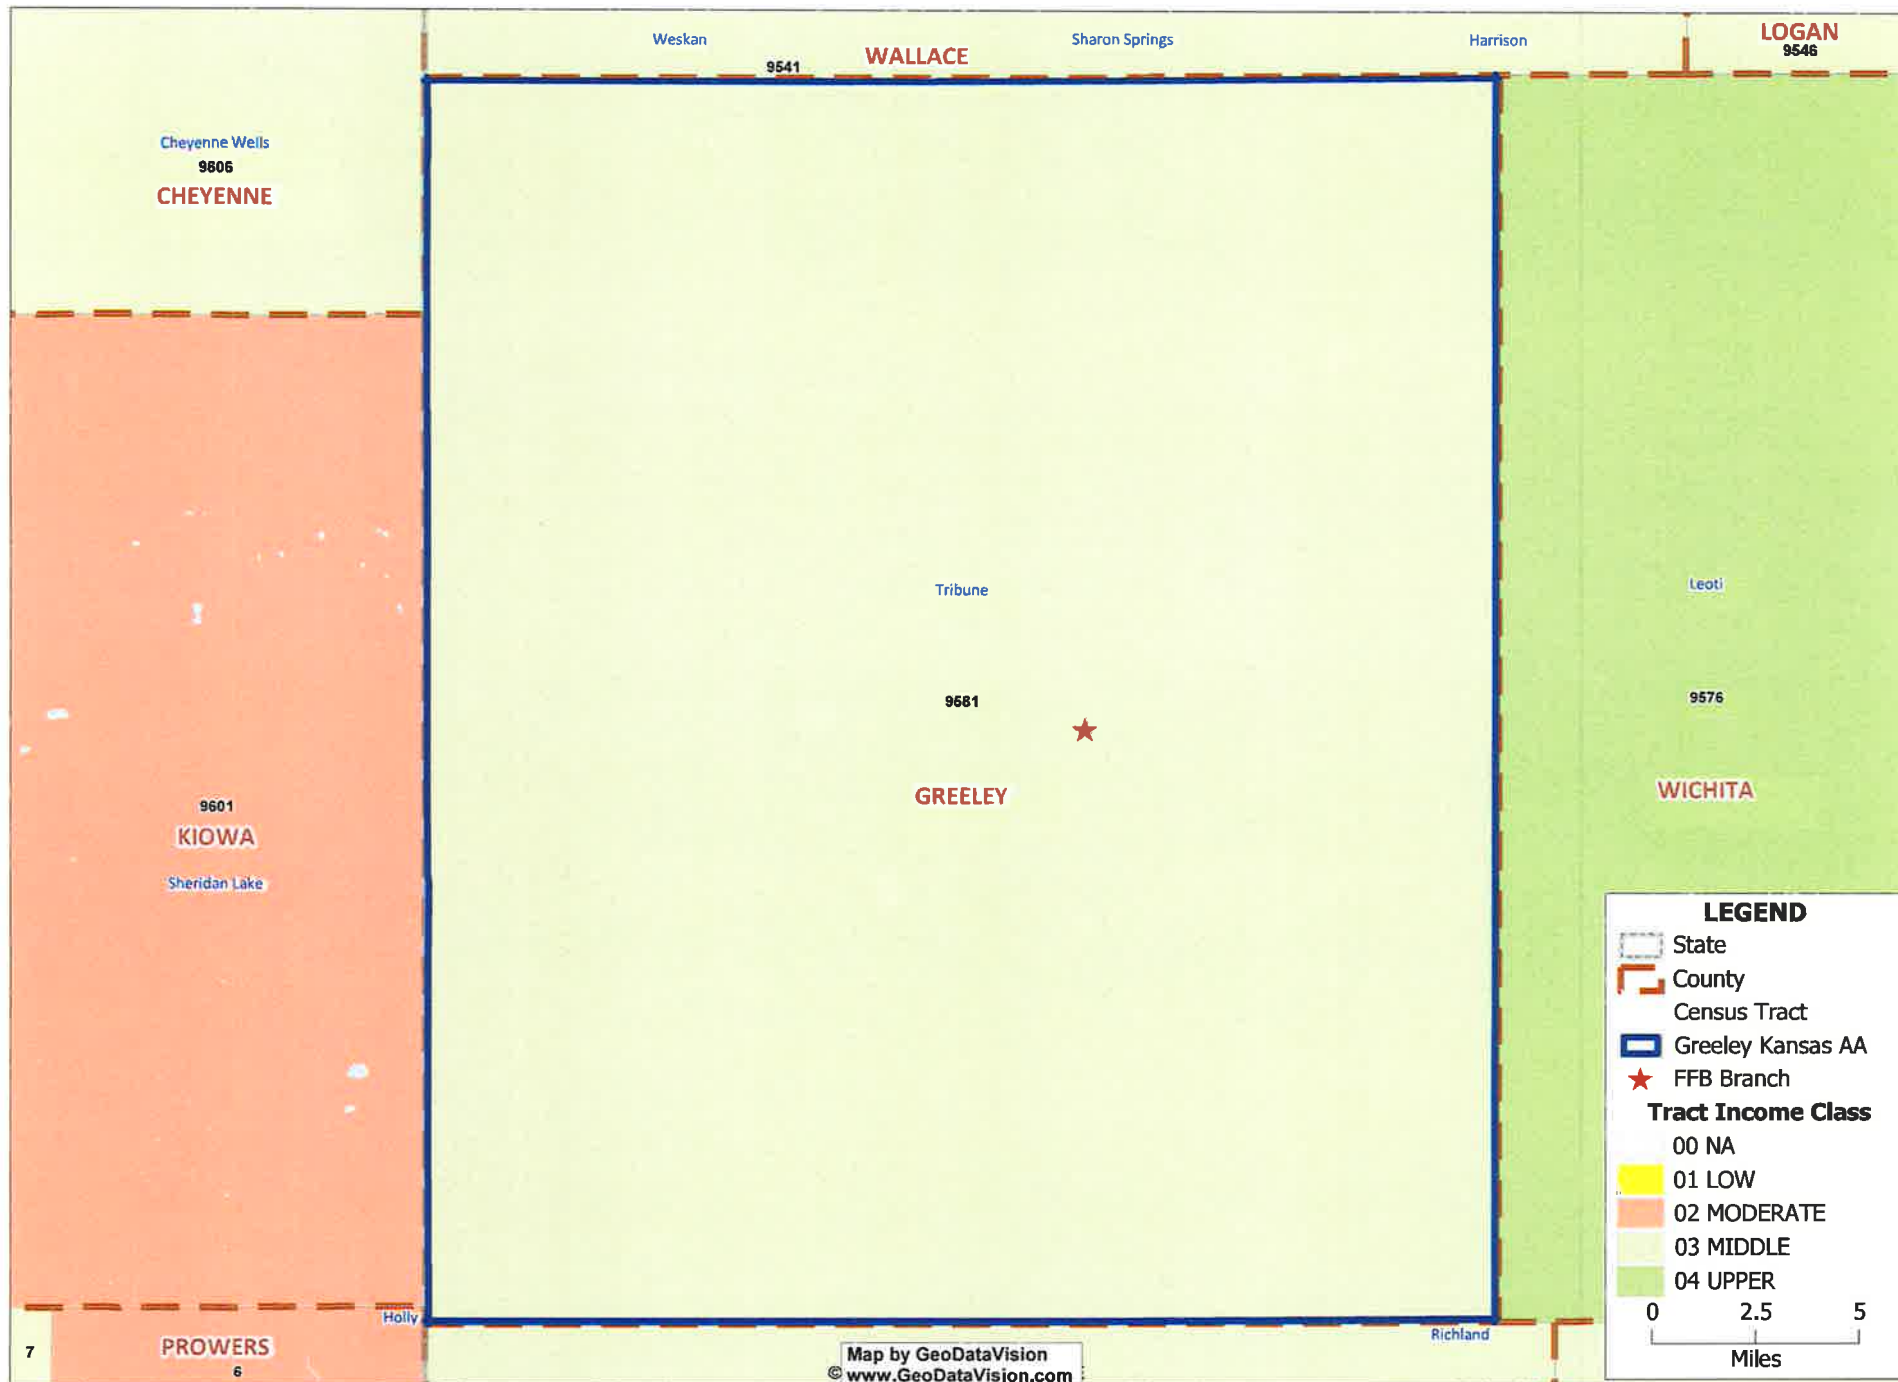 Weskan
Sharon Springs
Harrison
LOGAN
9546
WALLACE
9541
Cheyenne Wells
9606
CHEYENNE
Tribune
Leoti
9581
9576
GREELEY
WICHITA
9601
KIOWA
Sheridan Lake
Holly
Richland
PROWERS
6
7
Map by GeoDataVision
© www.GeoDataVision.com
LEGEND
State
County
Census Tract
Greeley Kansas AA
FFB Branch
Tract Income Class
00 NA
01 LOW
02 MODERATE
03 MIDDLE
04 UPPER
0 2.5 5
Miles